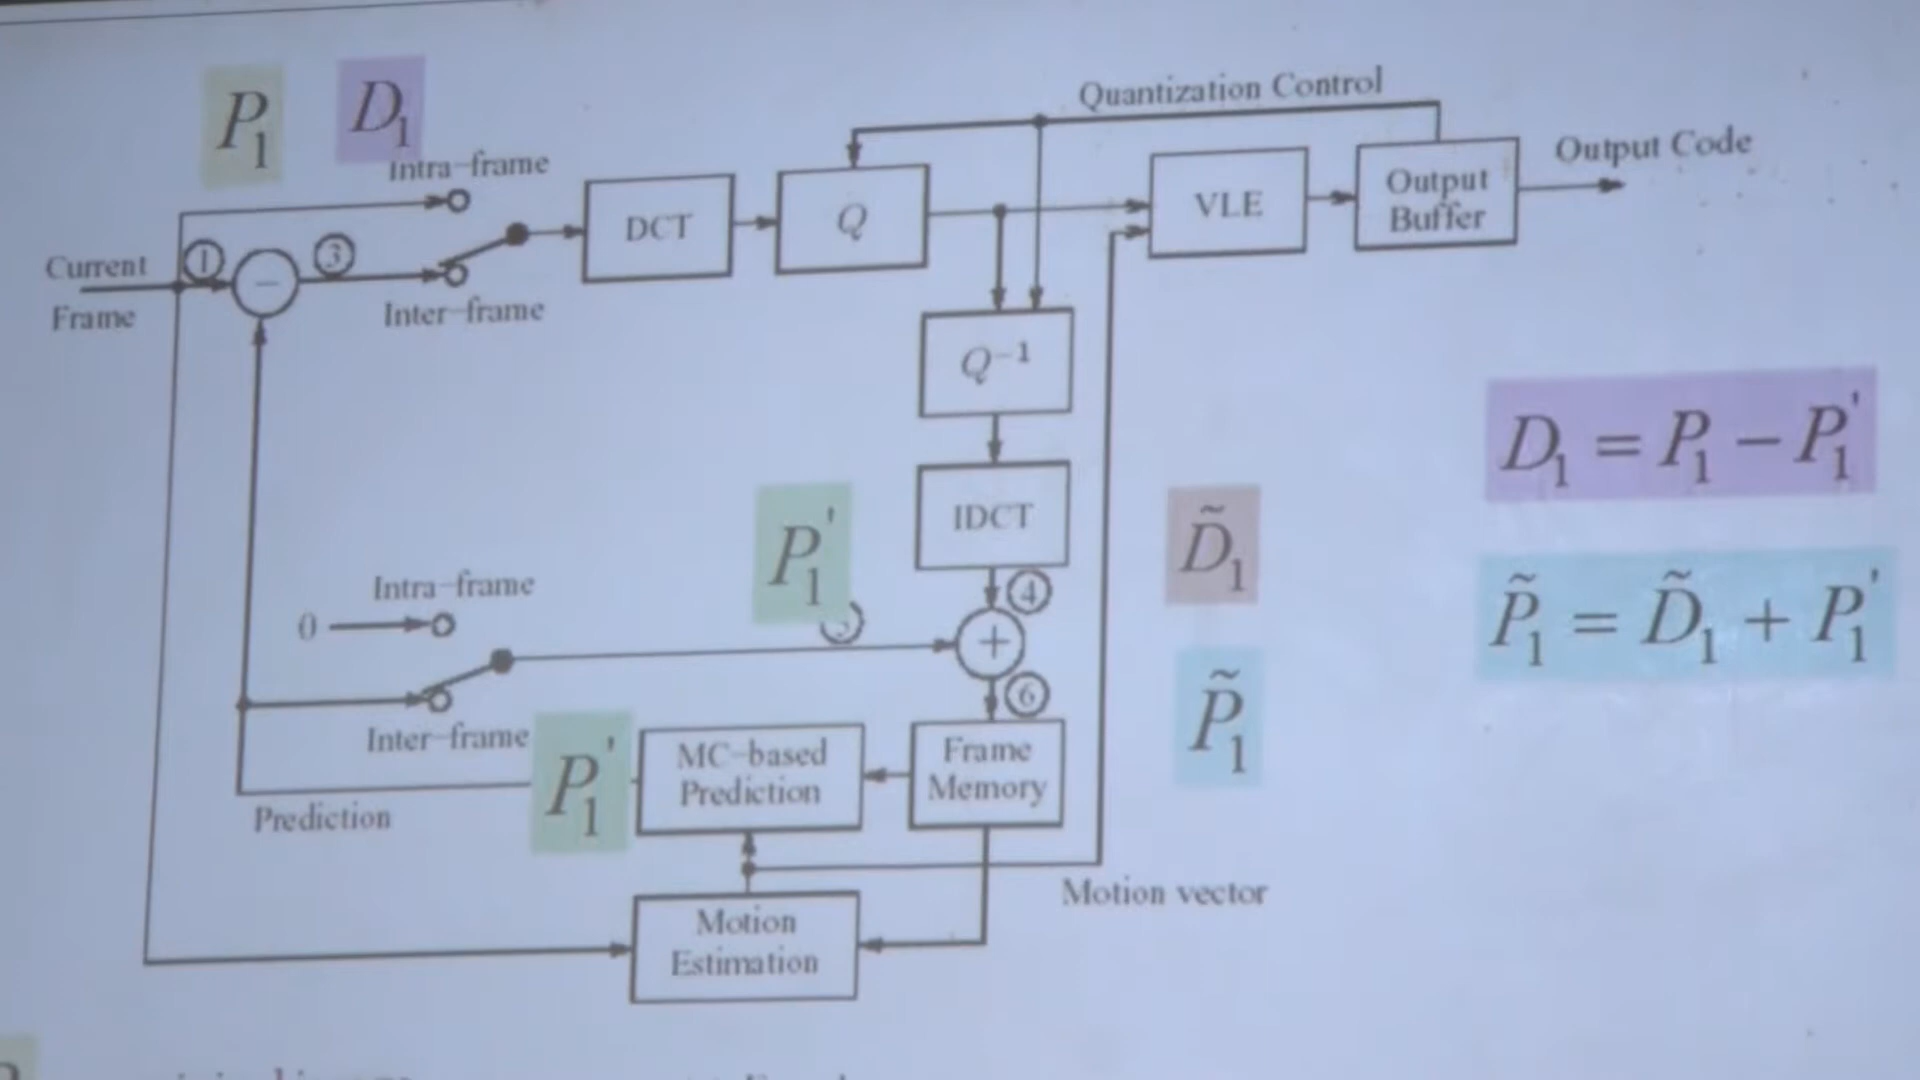 P₁ D₁
Quantization Control
Intra-frame
Output Code
Current
Frame
①
−
③
Inter-frame
DCT
Q
VLE
Output
Buffer
Q⁻¹
D₁ = P₁ − P₁'
IDCT
P₁'
D̃₁
④
P̃₁ = D̃₁ + P₁'
Intra-frame
0
+
⑥
P̃₁
Inter-frame
P₁'
MC-based
Prediction
Frame
Memory
Prediction
Motion vector
Motion
Estimation